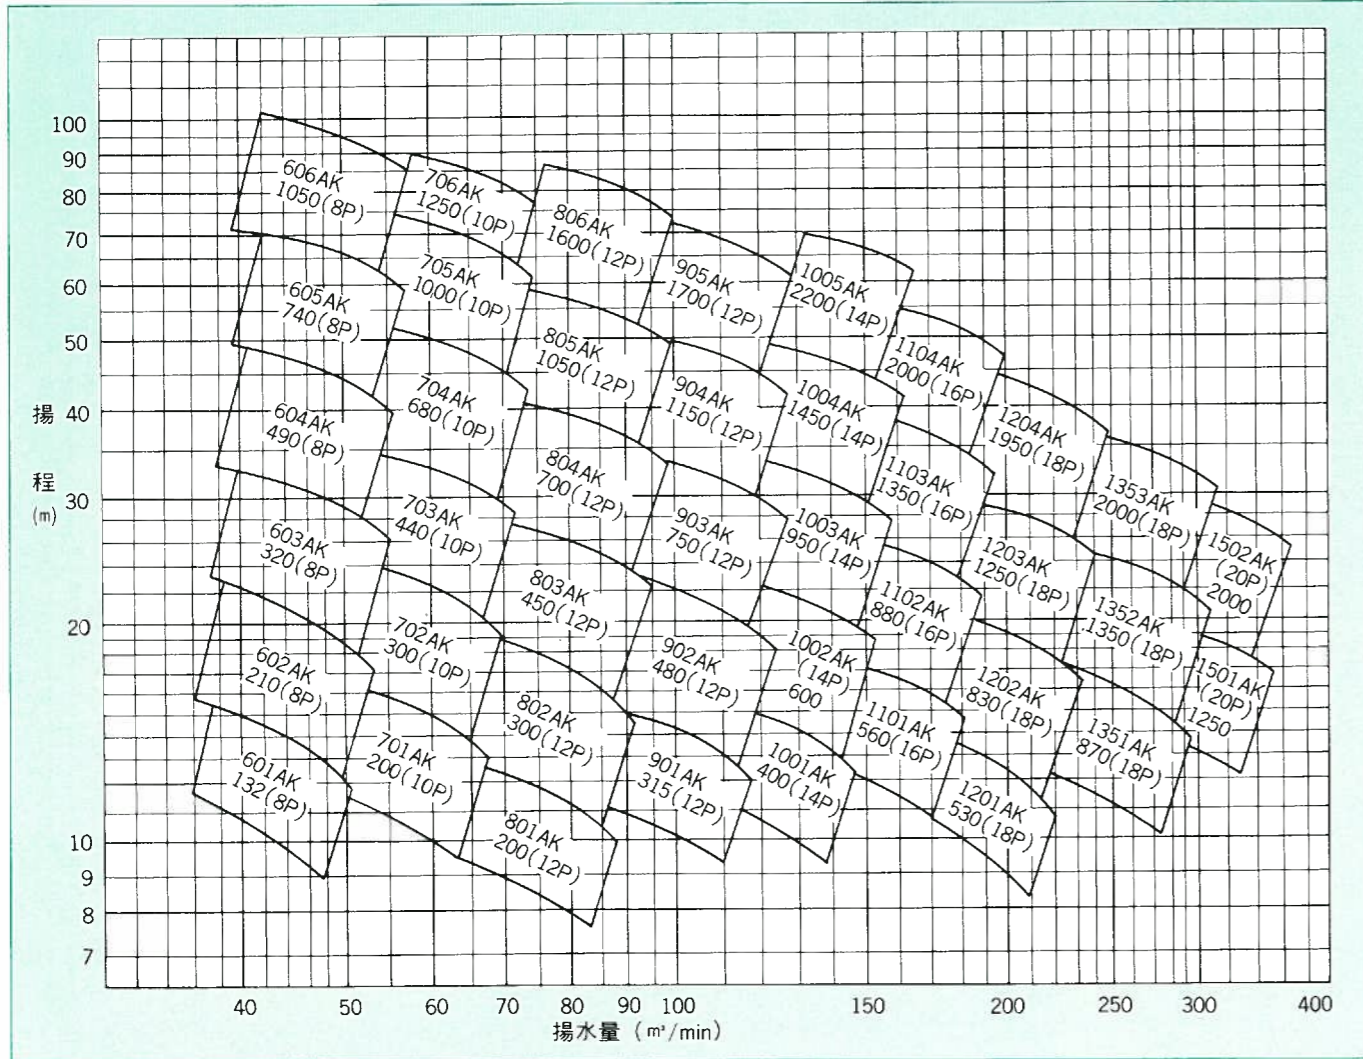 100
90
80
70
60
50
40
30
20
10
9
8
7
揚
程
(m)
606AK
1050(8P)
706AK
1250(10P)
806AK
1600(12P)
905AK
1700(12P)
1005AK
2200(14P)
605AK
740(8P)
705AK
1000(10P)
805AK
1050(12P)
904AK
1150(12P)
1004AK
1450(14P)
1104AK
2000(16P)
1204AK
1950(18P)
604AK
490(8P)
704AK
680(10P)
804AK
700(12P)
903AK
750(12P)
1003AK
950(14P)
1103AK
1350(16P)
1203AK
1250(18P)
1353AK
2000(18P)
1502AK
(20P)
2000
603AK
320(8P)
703AK
440(10P)
803AK
450(12P)
902AK
480(12P)
1002AK
(14P)
600
1102AK
880(16P)
1202AK
830(18P)
1352AK
1350(18P)
1501AK
(20P)
1250
602AK
210(8P)
702AK
300(10P)
802AK
300(12P)
901AK
315(12P)
1001AK
400(14P)
1101AK
560(16P)
1201AK
530(18P)
1351AK
870(18P)
601AK
132(8P)
701AK
200(10P)
801AK
200(12P)
40 50 60 70 80 90 100 150 200 250 300 400
揚水量 (m³/min)